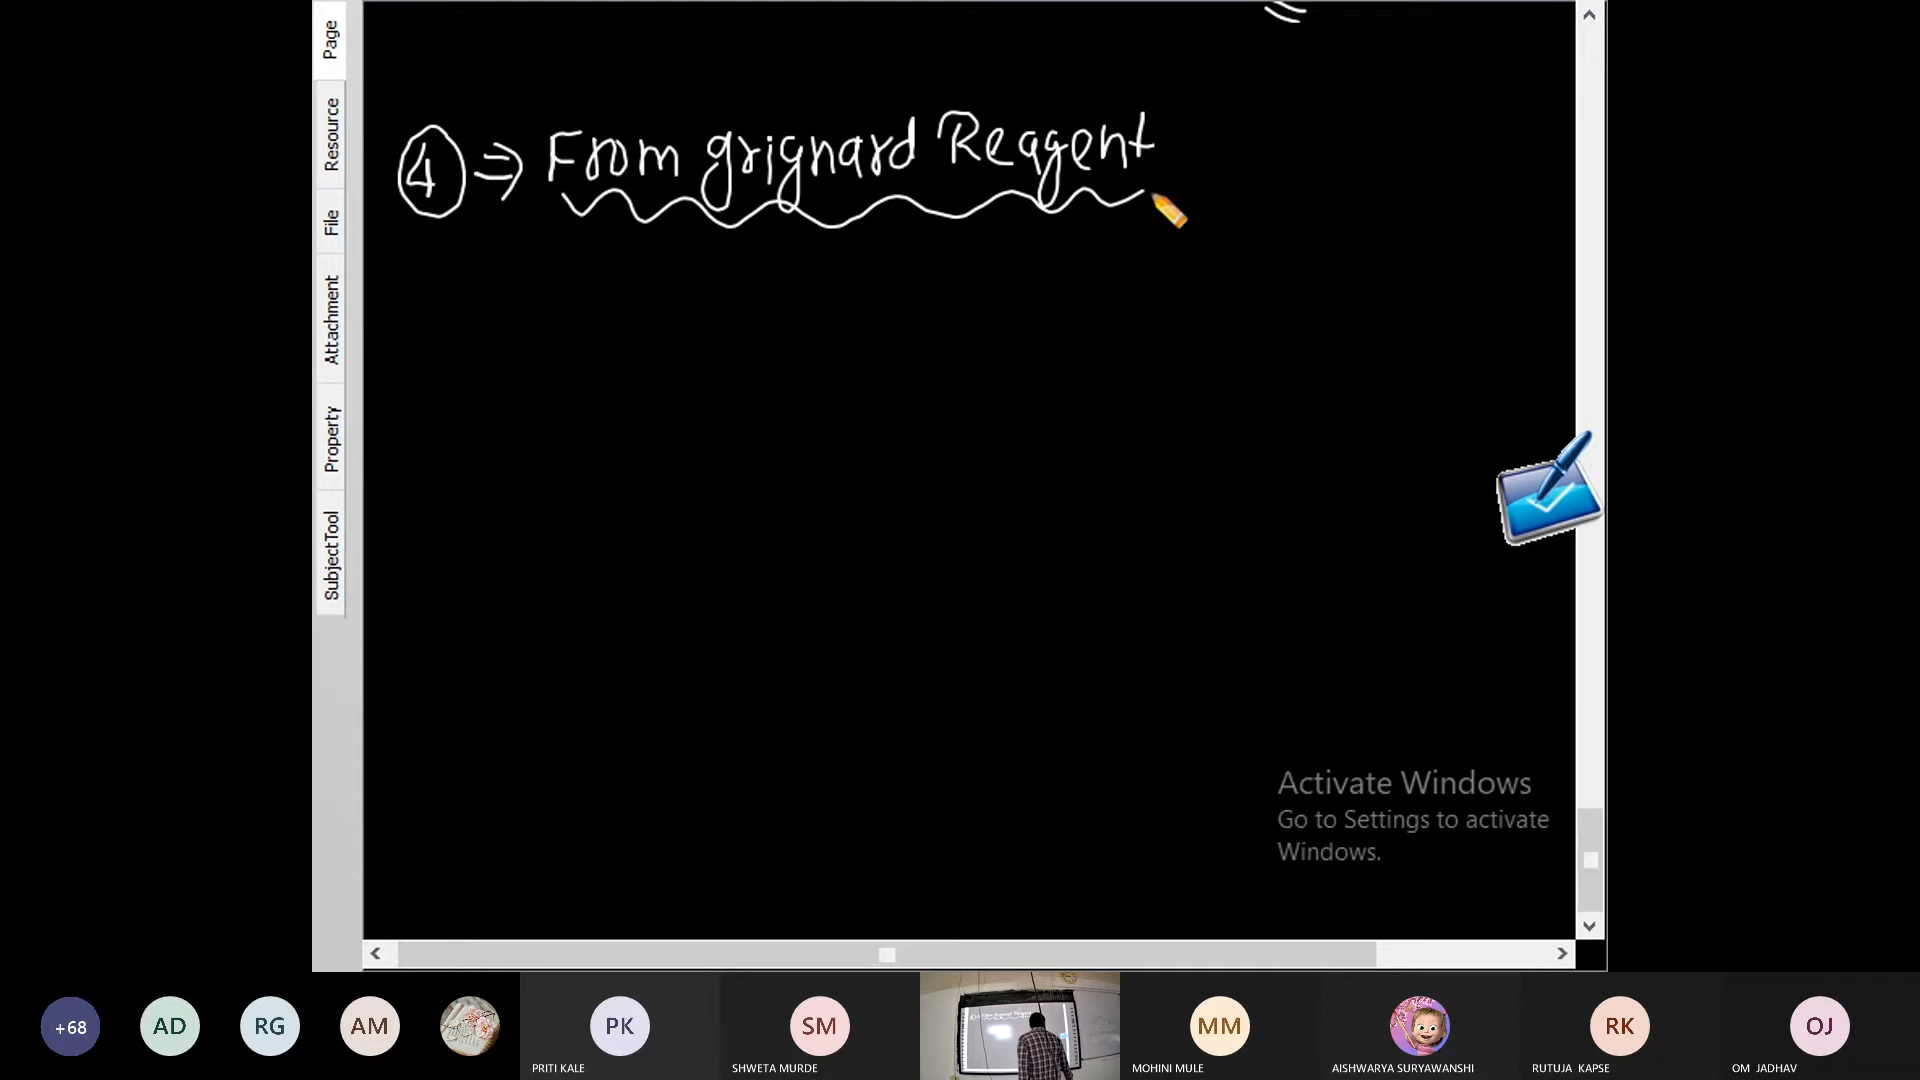 Page
Resource
File
Attachment
Property
SubjectTool
④ ⇒ From grignard Reagent
Activate Windows
Go to Settings to activate
Windows.
+68
AD
RG
AM
PK
PRITI KALE
SM
SHWETA MURDE
MM
MOHINI MULE
AISHWARYA SURYAWANSHI
RK
RUTUJA KAPSE
OJ
OM JADHAV